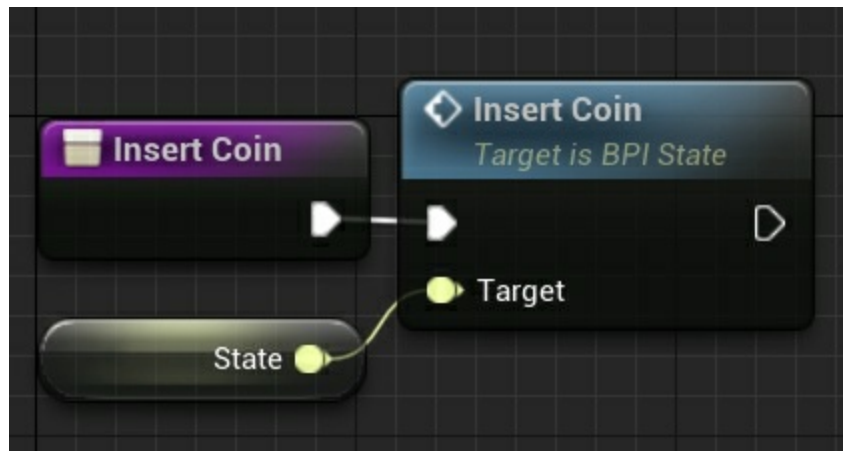 Insert Coin
Insert Coin
Target is BPI State
Target
State